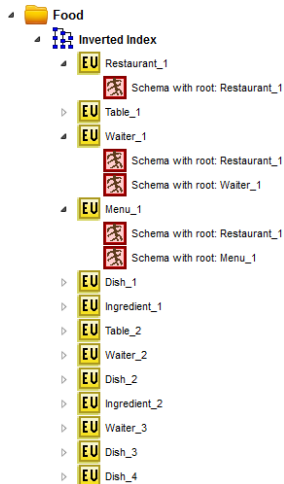 Food
Inverted Index
EU Restaurant_1
Schema with root: Restaurant_1
EU Table_1
EU Waiter_1
Schema with root: Restaurant_1
Schema with root: Waiter_1
EU Menu_1
Schema with root: Restaurant_1
Schema with root: Menu_1
EU Dish_1
EU Ingredient_1
EU Table_2
EU Waiter_2
EU Dish_2
EU Ingredient_2
EU Waiter_3
EU Dish_3
EU Dish_4